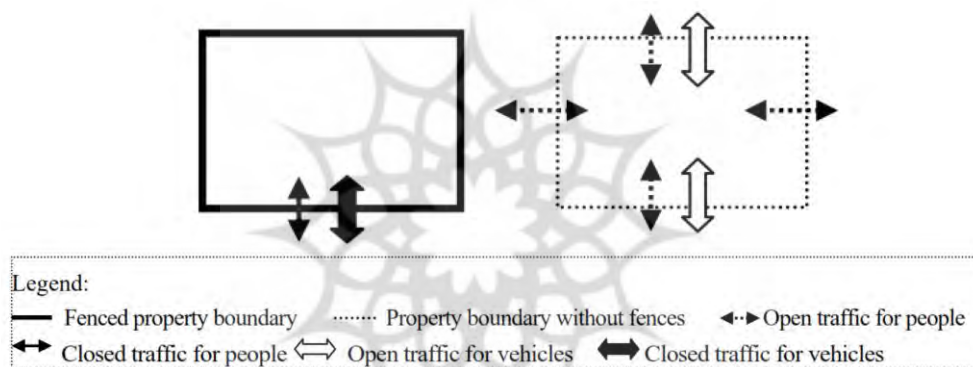 Legend:
Fenced property boundary Property boundary without fences Open traffic for people
Closed traffic for people Open traffic for vehicles Closed traffic for vehicles